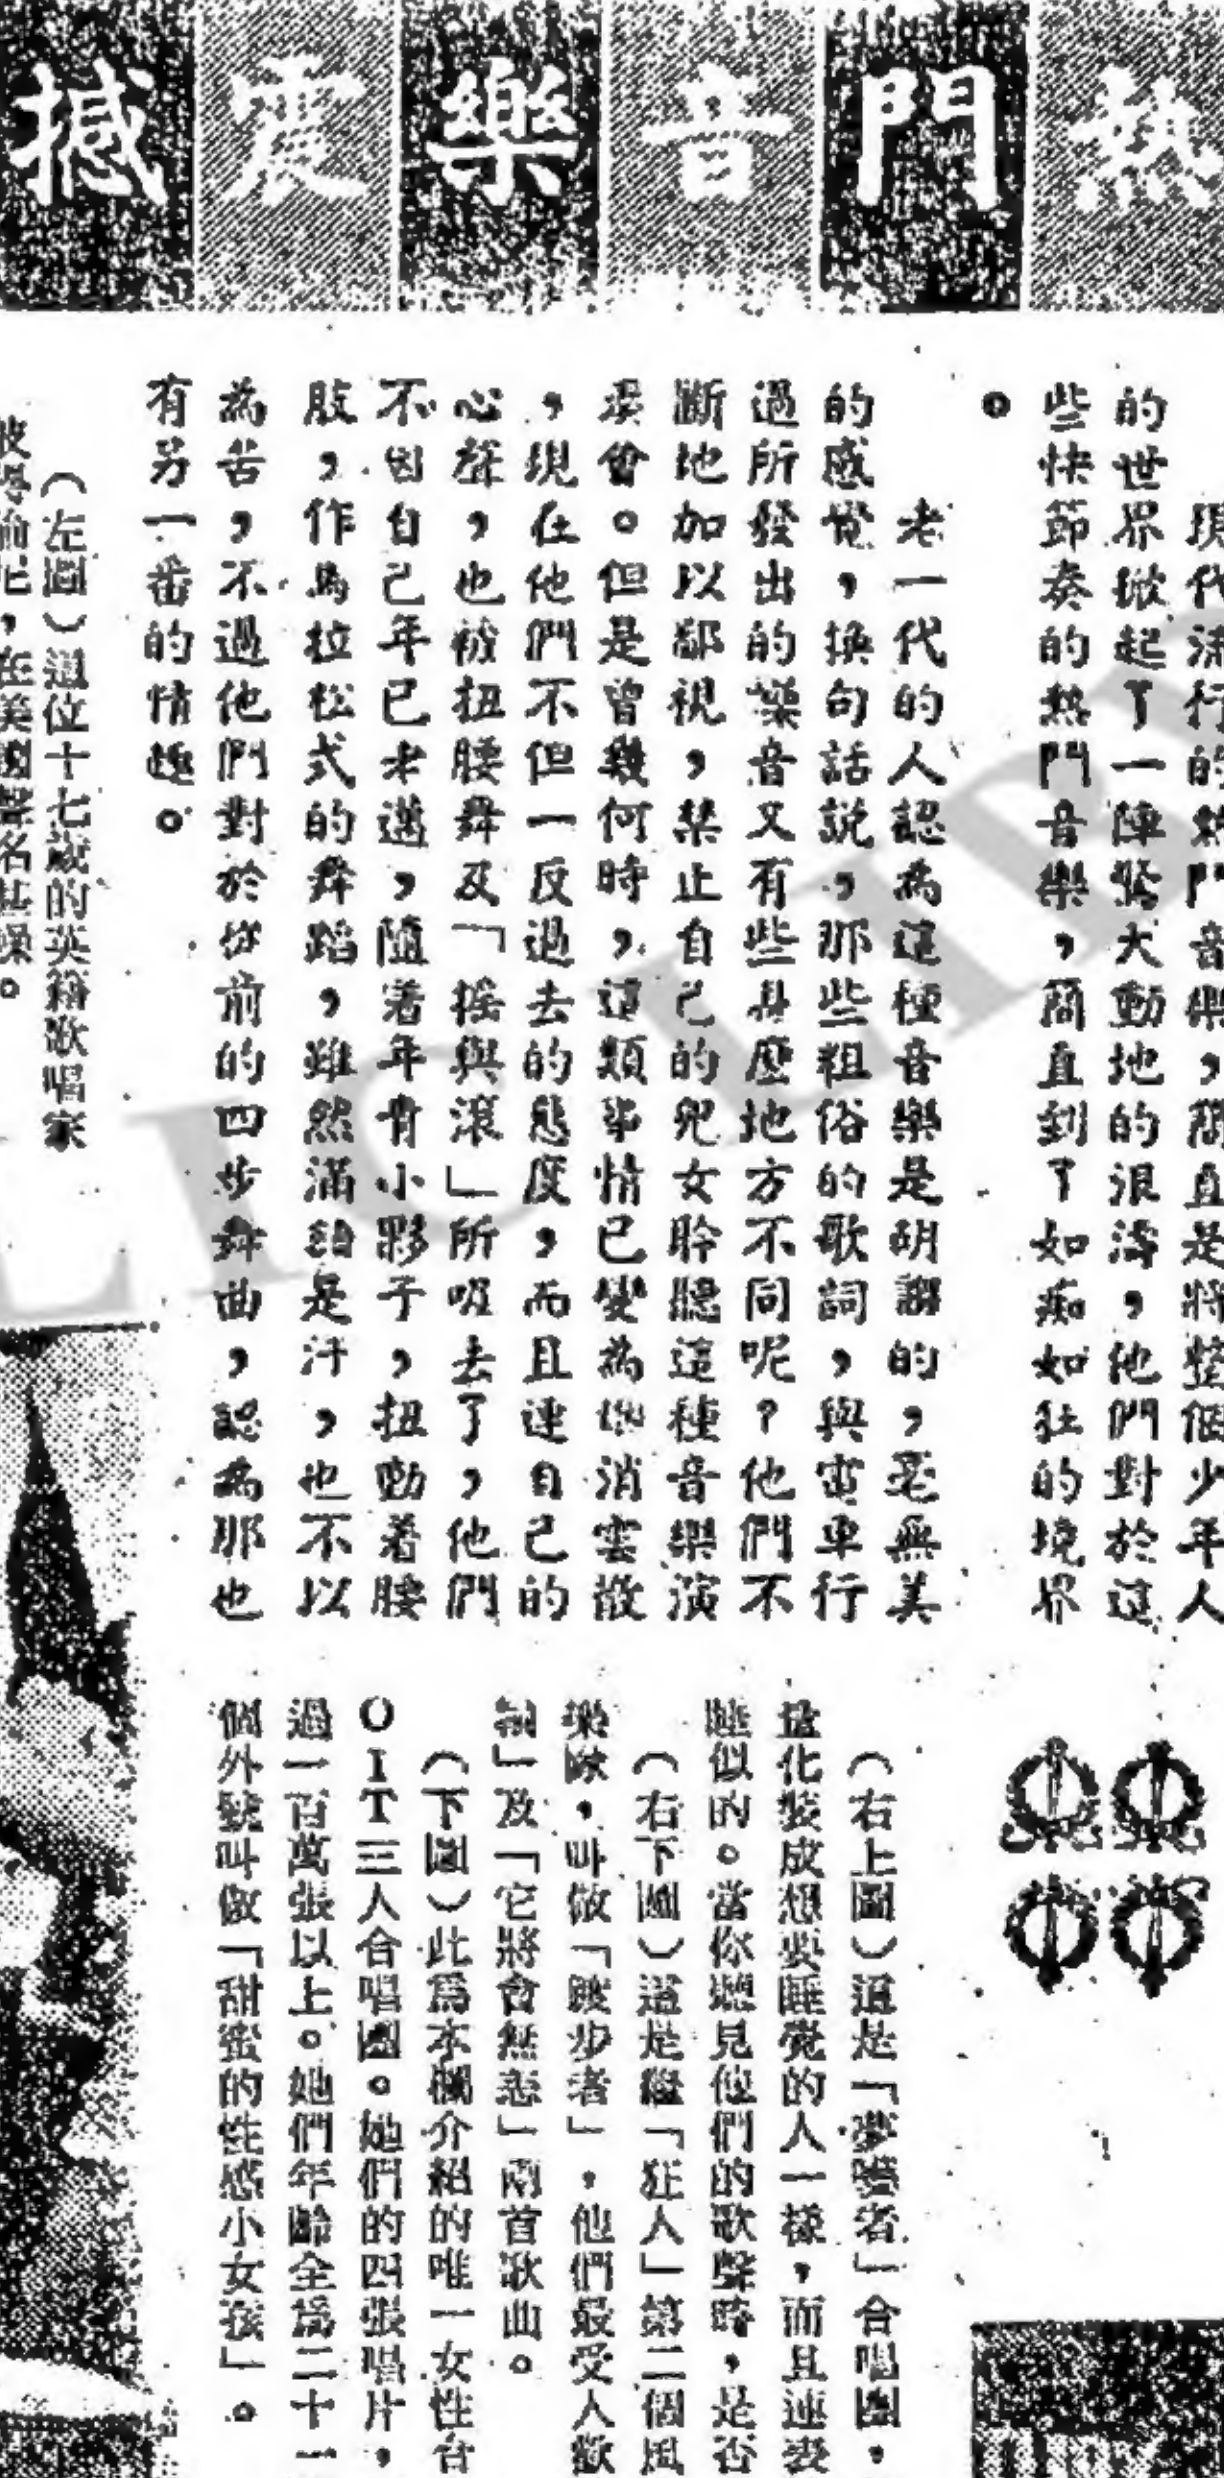 熱門音樂震撼
現代流行的熱門音樂,簡直是將整個少年人
的世界掀起了一陣驚天動地的浪濤,他們對於這
些快節奏的熱門音樂,簡直到了如痴如狂的境界
。
老一代的人認為這種音樂是胡謅的,毫無美
的感覺,換句話說,那些粗俗的歌詞,與電車行
過所發出的噪音又有些甚麼地方不同呢?他們不
斷地加以鄙視,禁止自己的兒女聆聽這種音樂演
奏會。但是曾幾何時,這類事情已變為烟消雲散
,現在他們不但一反過去的態度,而且連自己的
心聲,也被扭腰舞及「搖與滾」所吸去了,他們
不因自己年已老邁,隨着年青小夥子,扭動着腰
肢,作馬拉松式的舞蹈,雖然滿頭是汗,也不以
為苦,不過他們對於從前的四步舞曲,認為那也
有另一番的情趣。
(左圖)這位十七歲的英籍歌唱家
,在美國聲名甚噪。
(右上圖)這是「夢囈者」合唱團,
化裝成想要睡覺的人一樣,而且連要
睡似的。當你聽見他們的歌聲時,是否
(右下圖)這是繼「狂人」第二個風
,叫做「跛步者」,他們最受人歡
」及「它將會無恙」兩首歌曲。
(下圖)此為本欄介紹的唯一女性合
OIT三人合唱團。她們的四張唱片,
過一百萬張以上。她們年齡全為二十一
個外號叫做「甜蜜的性感小女孩」。
LIC LIBR